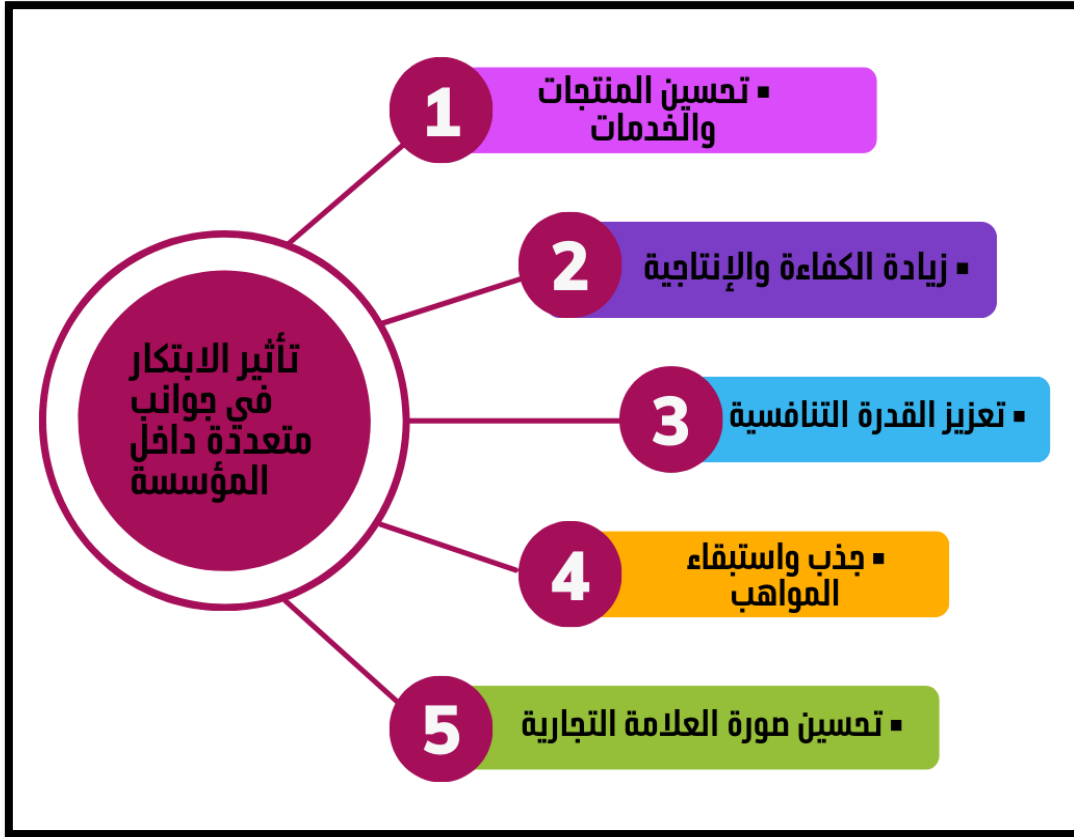 تأثير الابتكار
في جوانب
متعددة داخل
المؤسسة
1
▪ تحسين المنتجات
والخدمات
2
▪ زيادة الكفاءة والإنتاجية
3
▪ تعزيز القدرة التنافسية
4
▪ جذب واستبقاء
المواهب
5
▪ تحسين صورة العلامة التجارية